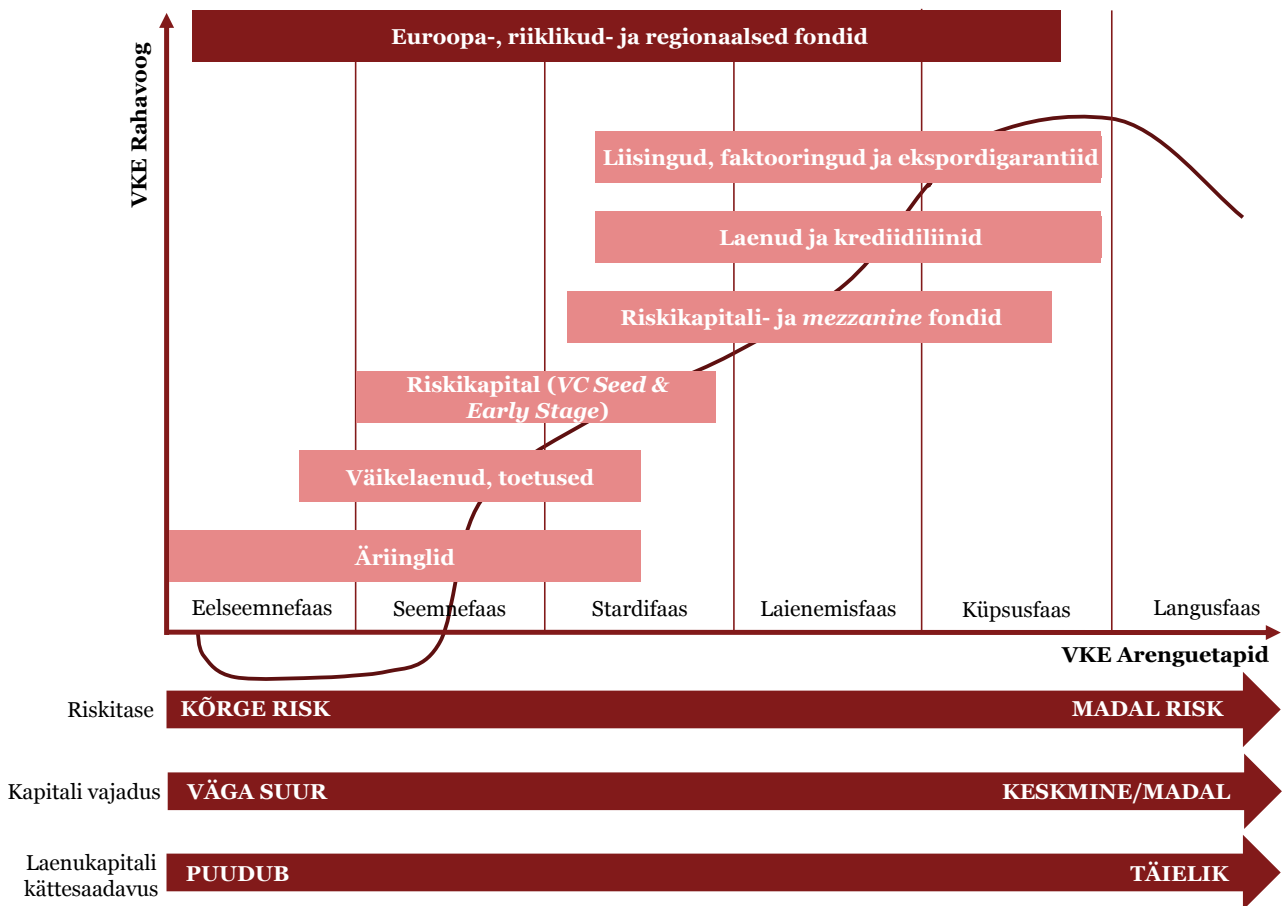 Euroopa-, riiklikud- ja regionaalsed fondid
VKE Rahavoog
Liisingud, faktooringud ja ekspordigarantiid
Laenud ja krediidiliinid
Riskikapitali- ja mezzanine fondid
Riskikapital (VC Seed &
Early Stage)
Väikelaenud, toetused
Äriinglid
Eelseemnefaas
Seemnefaas
Stardifaas
Laienemisfaas
Küpsusfaas
Langusfaas
VKE Arenguetapid
Riskitase
KÕRGE RISK
MADAL RISK
Kapitali vajadus
VÄGA SUUR
KESKMINE/MADAL
Laenukapitali
kättesaadavus
PUUDUB
TÄIELIK